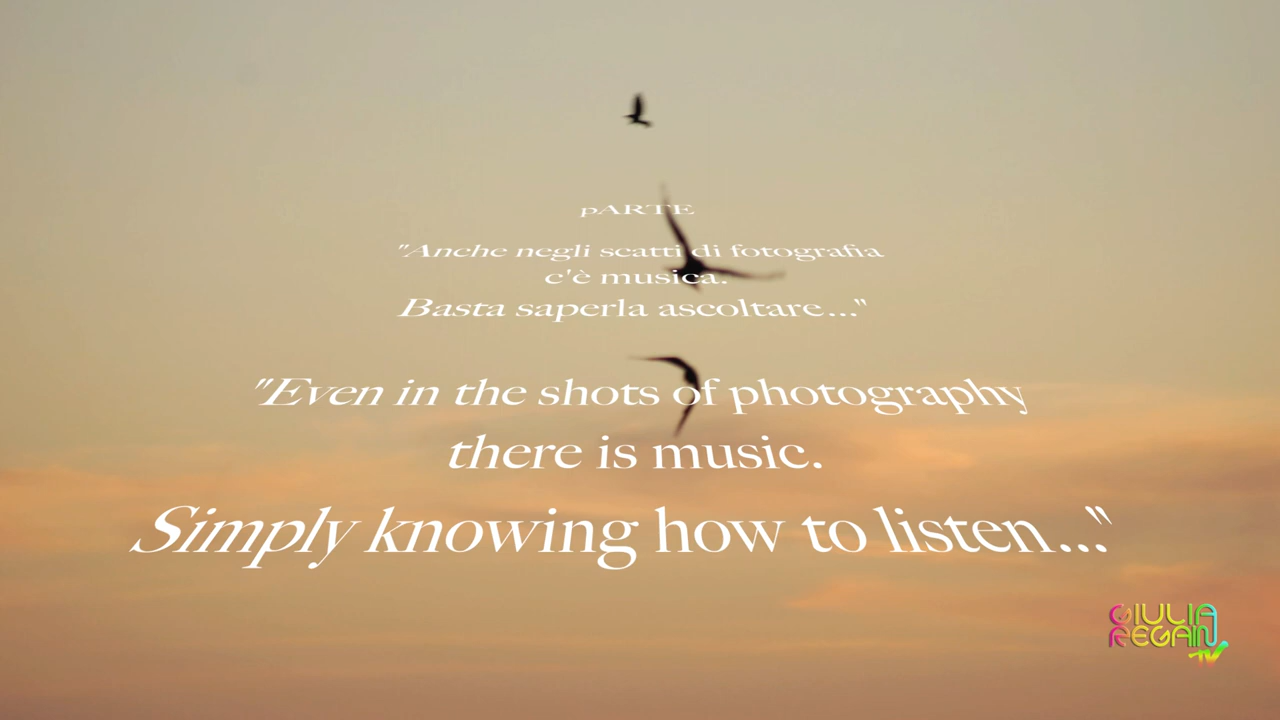 pARTE
"Anche negli scatti di fotografia
c'è musica.
Basta saperla ascoltare..."
"Even in the shots of photography
there is music.
Simply knowing how to listen..."
GIULIA
REGAIN
TV